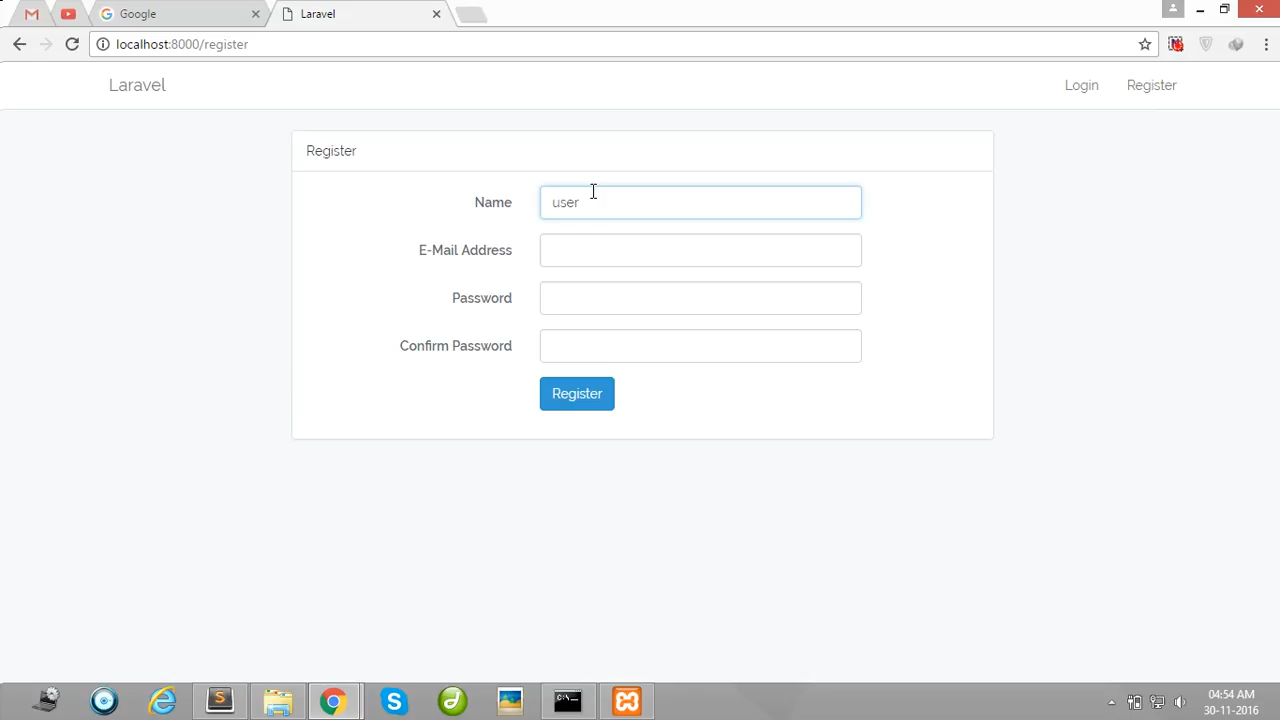 Google
Laravel
localhost:8000/register
Laravel
Login
Register
Register
Name
user
E-Mail Address
Password
Confirm Password
Register
04:54 AM
30-11-2016